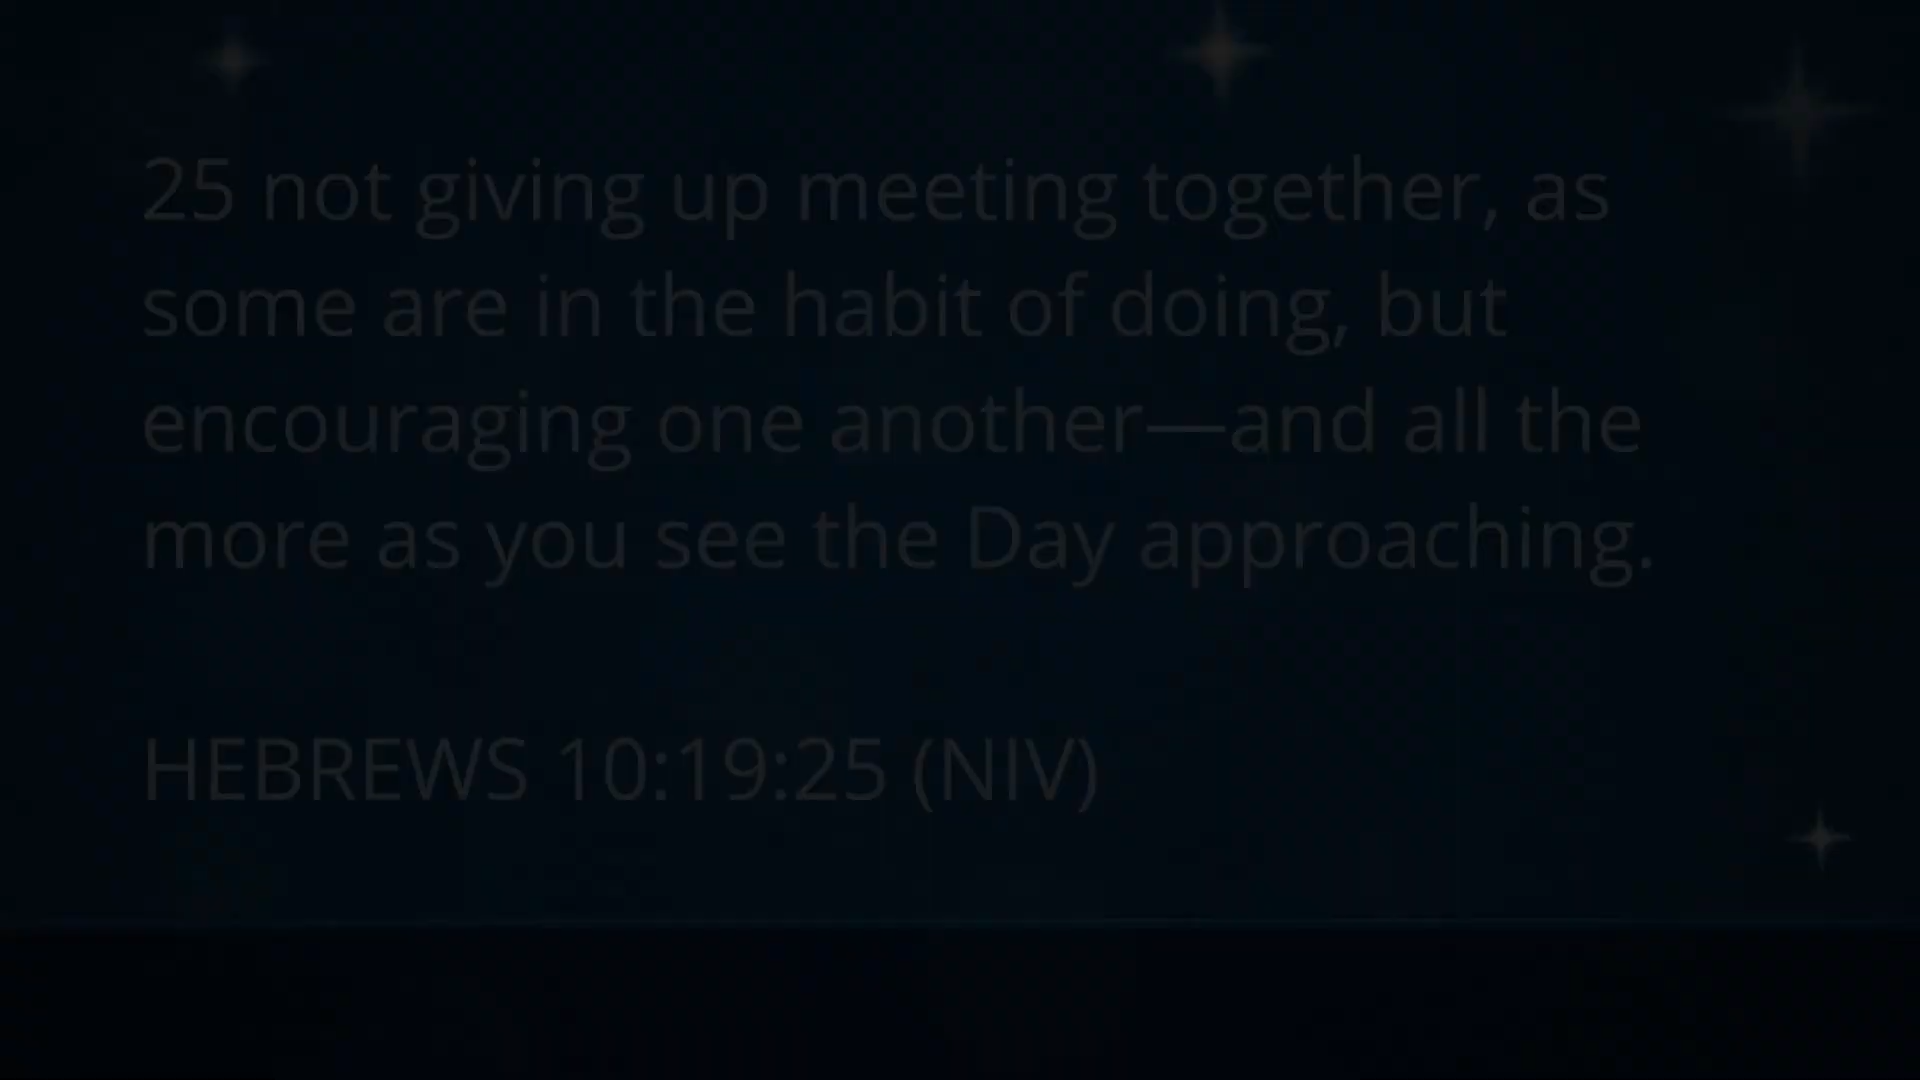 25 not giving up meeting together, as
some are in the habit of doing, but
encouraging one another—and all the
more as you see the Day approaching.
HEBREWS 10:19:25 (NIV)